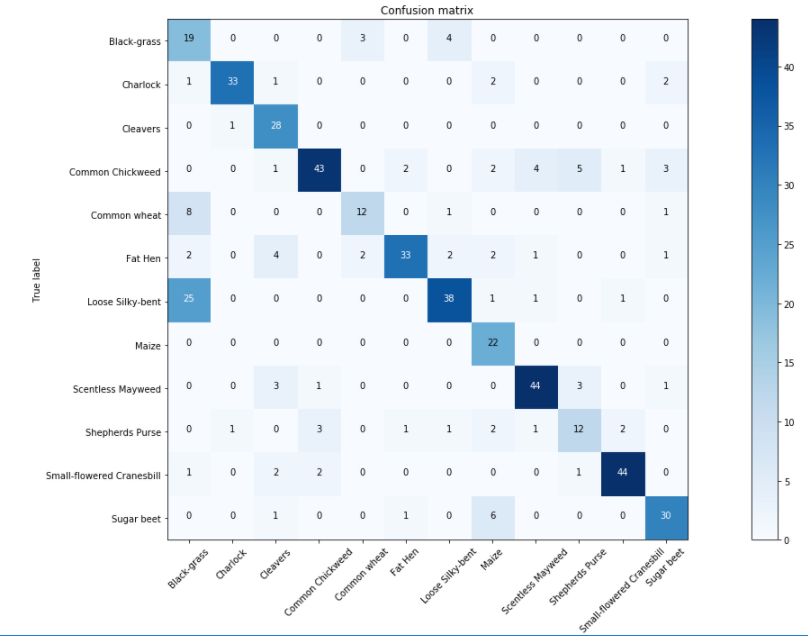 Confusion matrix
Black-grass 19 0 0 0 3 0 4 0 0 0 0 0
Charlock 1 33 1 0 0 0 0 2 0 0 0 2
Cleavers 0 1 28 0 0 0 0 0 0 0 0 0
Common Chickweed 0 0 1 43 0 2 0 2 4 5 1 3
Common wheat 8 0 0 0 12 0 1 0 0 0 0 1
Fat Hen 2 0 4 0 2 33 2 2 1 0 0 1
Loose Silky-bent 25 0 0 0 0 0 38 1 1 0 1 0
Maize 0 0 0 0 0 0 0 22 0 0 0 0
Scentless Mayweed 0 0 3 1 0 0 0 0 44 3 0 1
Shepherds Purse 0 1 0 3 0 1 1 2 1 12 2 0
Small-flowered Cranesbill 1 0 2 2 0 0 0 0 0 1 44 0
Sugar beet 0 0 1 0 0 1 0 6 0 0 0 30
True label
Black-grass
Charlock
Cleavers
Common Chickweed
Common wheat
Fat Hen
Loose Silky-bent
Maize
Scentless Mayweed
Shepherds Purse
Small-flowered Cranesbill
Sugar beet
40
35
30
25
20
15
10
5
0